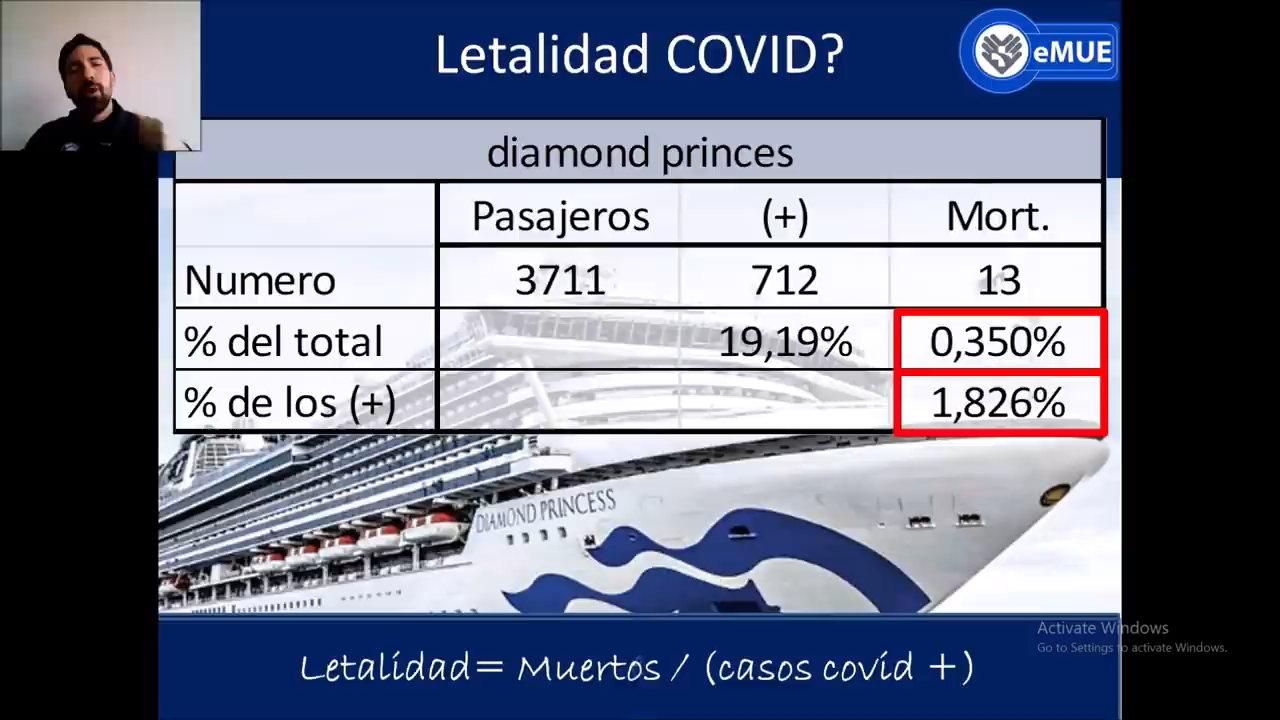 Letalidad COVID?
eMUE
diamond princes
Pasajeros (+) Mort.
Numero 3711 712 13
% del total 19,19% 0,350%
% de los (+) 1,826%
DIAMOND PRINCESS
Activate Windows
Go to Settings to activate Windows.
Letalidad= Muertos / (casos covid +)